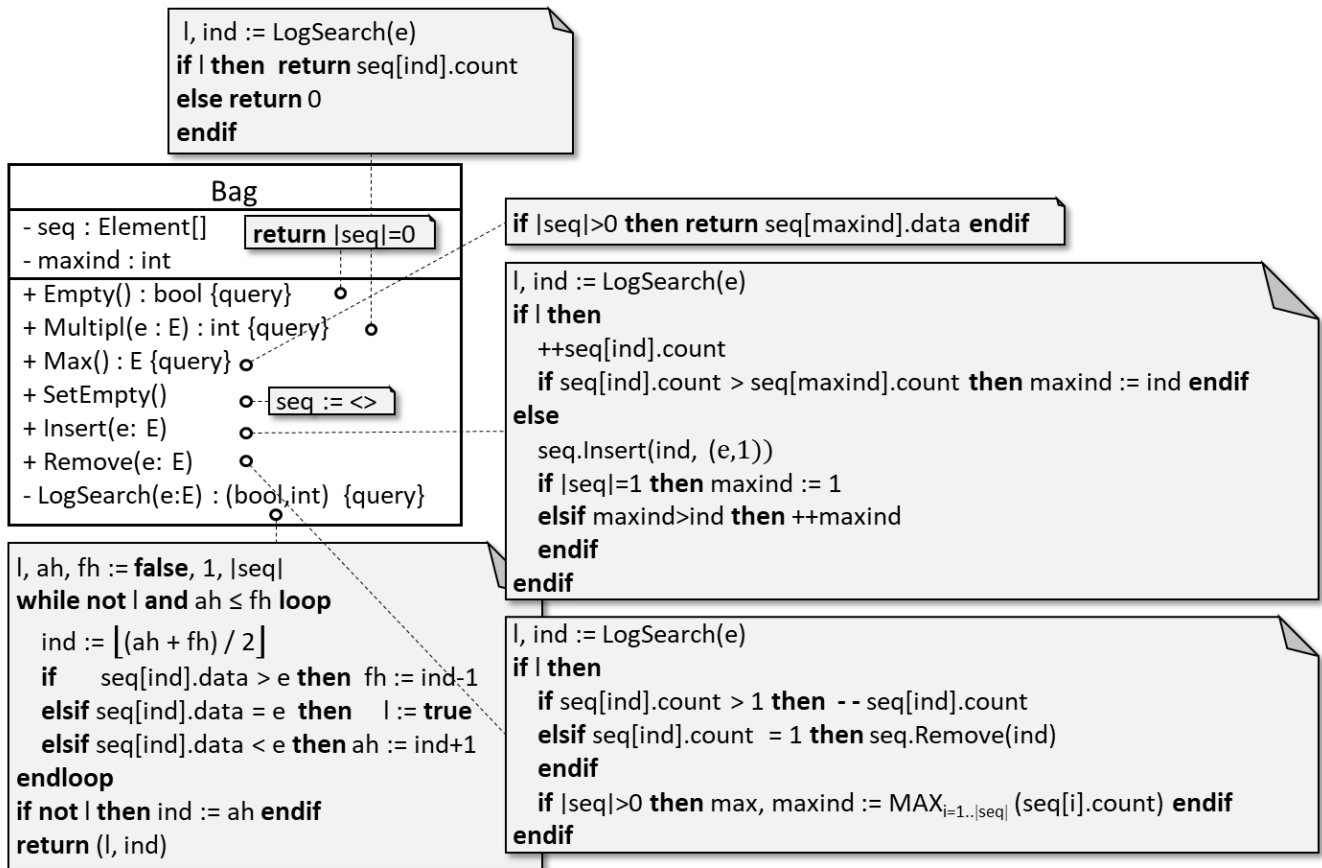 l, ind := LogSearch(e)
if l then return seq[ind].count
else return 0
endif
Bag
- seq : Element[]
- maxind : int
return |seq|=0
+ Empty() : bool {query}
+ Multipl(e : E) : int {query}
+ Max() : E {query}
+ SetEmpty()
seq := <>
+ Insert(e: E)
+ Remove(e: E)
- LogSearch(e:E) : (bool,int) {query}
if |seq|>0 then return seq[maxind].data endif
l, ind := LogSearch(e)
if l then
++seq[ind].count
if seq[ind].count > seq[maxind].count then maxind := ind endif
else
seq.Insert(ind, (e,1))
if |seq|=1 then maxind := 1
elsif maxind>ind then ++maxind
endif
endif
l, ah, fh := false, 1, |seq|
while not l and ah ≤ fh loop
ind := ⌊(ah + fh) / 2⌋
if seq[ind].data > e then fh := ind-1
elsif seq[ind].data = e then l := true
elsif seq[ind].data < e then ah := ind+1
endloop
if not l then ind := ah endif
return (l, ind)
l, ind := LogSearch(e)
if l then
if seq[ind].count > 1 then - - seq[ind].count
elsif seq[ind].count = 1 then seq.Remove(ind)
endif
if |seq|>0 then max, maxind := MAX i=1..|seq| (seq[i].count) endif
endif